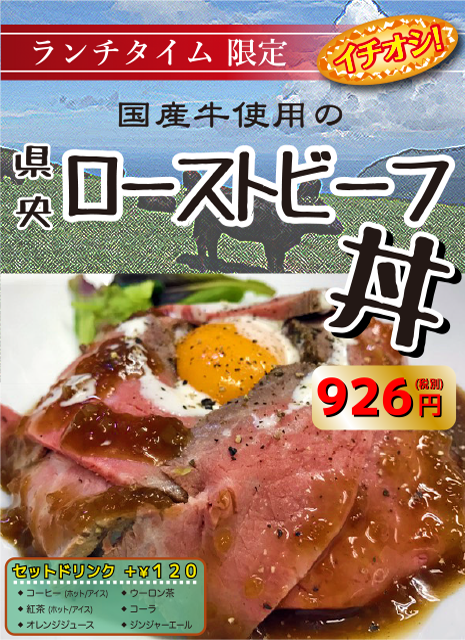 ランチタイム 限定
イチオシ!
国産牛使用の
県央
ローストビーフ
丼
(税別)
926円
セットドリンク +¥120
◆ コーヒー (ホット/アイス)
◆ 紅茶 (ホット/アイス)
◆ オレンジジュース
◆ ウーロン茶
◆ コーラ
◆ ジンジャーエール